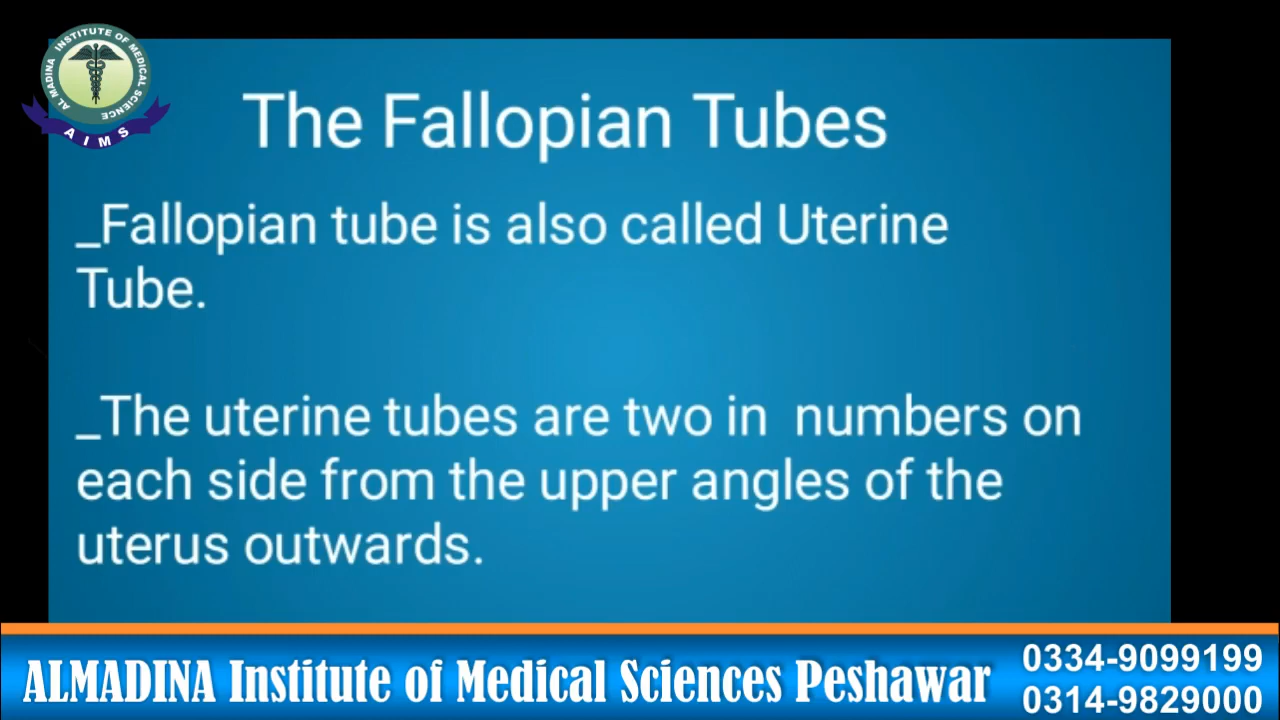 AL MADINA INSTITUTE OF MEDICAL SCIENCE
AIMS
The Fallopian Tubes
_Fallopian tube is also called Uterine
Tube.
_The uterine tubes are two in  numbers on
each side from the upper angles of the
uterus outwards.
ALMADINA Institute of Medical Sciences Peshawar
0334-9099199
0314-9829000